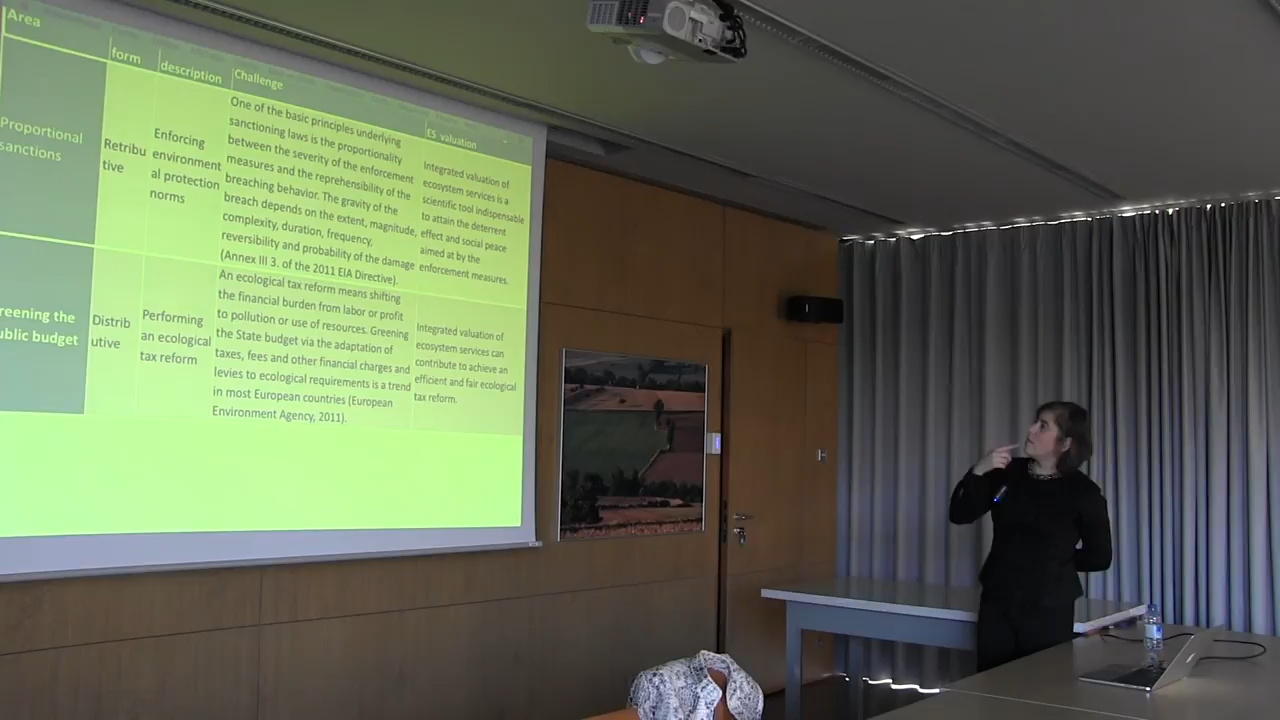 Area
form
description
Challenge
ES valuation
Proportional
sanctions
Retribu
tive
Enforcing
environment
al protection
norms
One of the basic principles underlying
sanctioning laws is the proportionality
between the severity of the enforcement
measures and the reprehensibility of the
breaching behavior. The gravity of the
breach depends on the extent, magnitude,
complexity, duration, frequency,
reversibility and probability of the damage
(Annex III 3. of the 2011 EIA Directive).
Integrated valuation of
ecosystem services is a
scientific tool indispensable
to attain the deterrent
effect and social peace
aimed at by the
enforcement measures.
reening the
ublic budget
Distrib
utive
Performing
an ecological
tax reform
An ecological tax reform means shifting
the financial burden from labor or profit
to pollution or use of resources. Greening
the State budget via the adaptation of
taxes, fees and other financial charges and
levies to ecological requirements is a trend
in most European countries (European
Environment Agency, 2011).
Integrated valuation of
ecosystem services can
contribute to achieve an
efficient and fair ecological
tax reform.